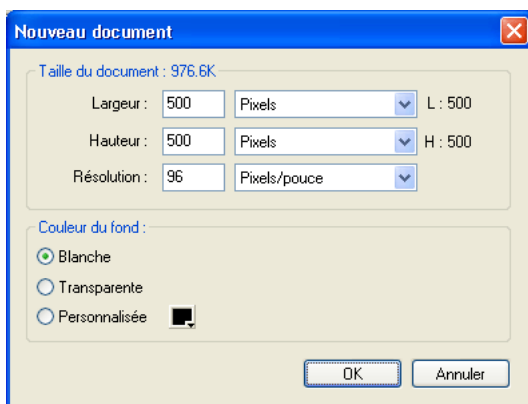 Nouveau document
Taille du document : 976.6K
Largeur : 500 Pixels L : 500
Hauteur : 500 Pixels H : 500
Résolution : 96 Pixels/pouce
Couleur du fond :
Blanche
Transparente
Personnalisée
OK Annuler